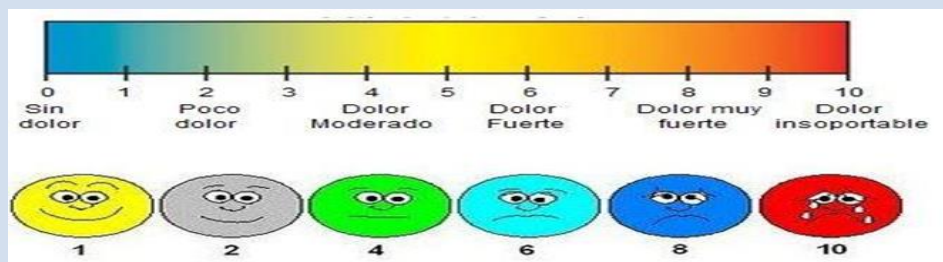 0 1 2 3 4 5 6 7 8 9 10
Sin Poco Dolor Dolor Dolor muy Dolor
dolor dolor Moderado Fuerte fuerte insoportable
1 2 4 6 8 10